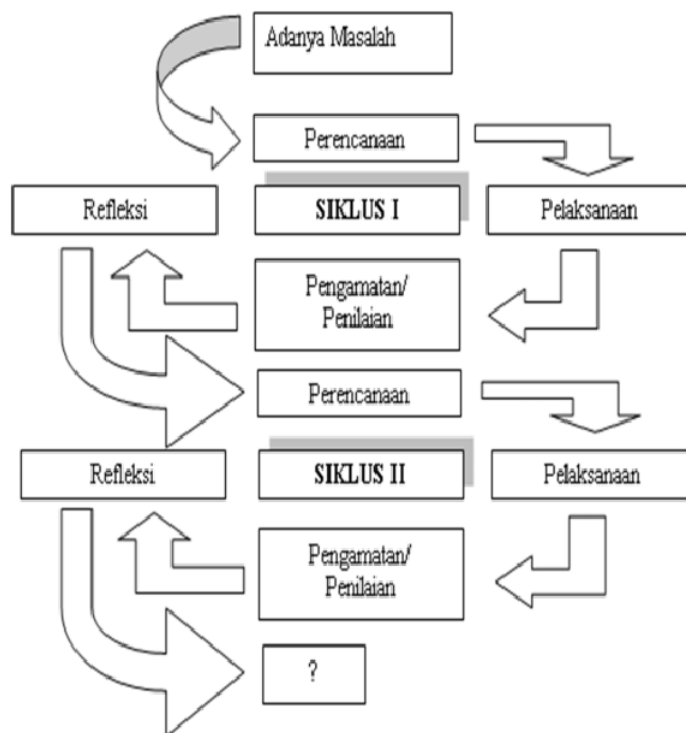 Adanya Masalah
Perencanaan
Refleksi
SIKLUS I
Pelaksanaan
Pengamatan/
Penilaian
Perencanaan
Refleksi
SIKLUS II
Pelaksanaan
Pengamatan/
Penilaian
?